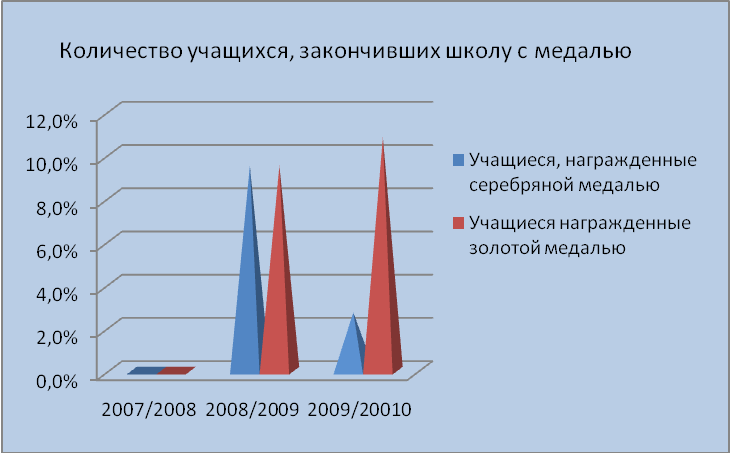 Количество учащихся, закончивших школу с медалью
12,0%
10,0%
8,0%
6,0%
4,0%
2,0%
0,0%
2007/2008 2008/2009 2009/20010
Учащиеся, награжденные
серебряной медалью
Учащиеся награжденные
золотой медалью